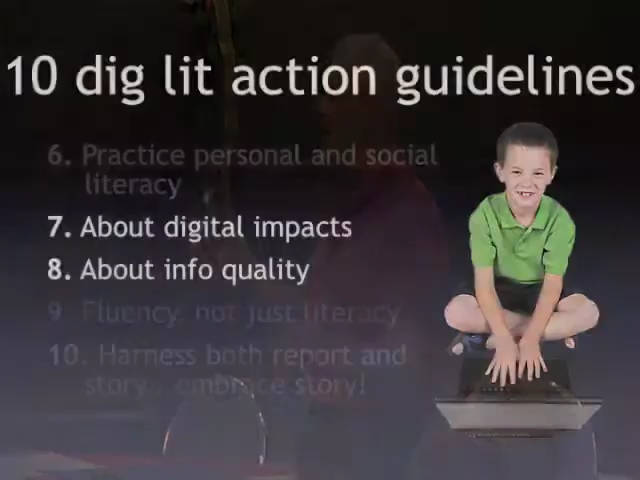 10 dig lit action guidelines
6. Practice personal and social
literacy
7. About digital impacts
8. About info quality
9 Fluency, not just literacy
10. Harness both report and
story.. embrace story!